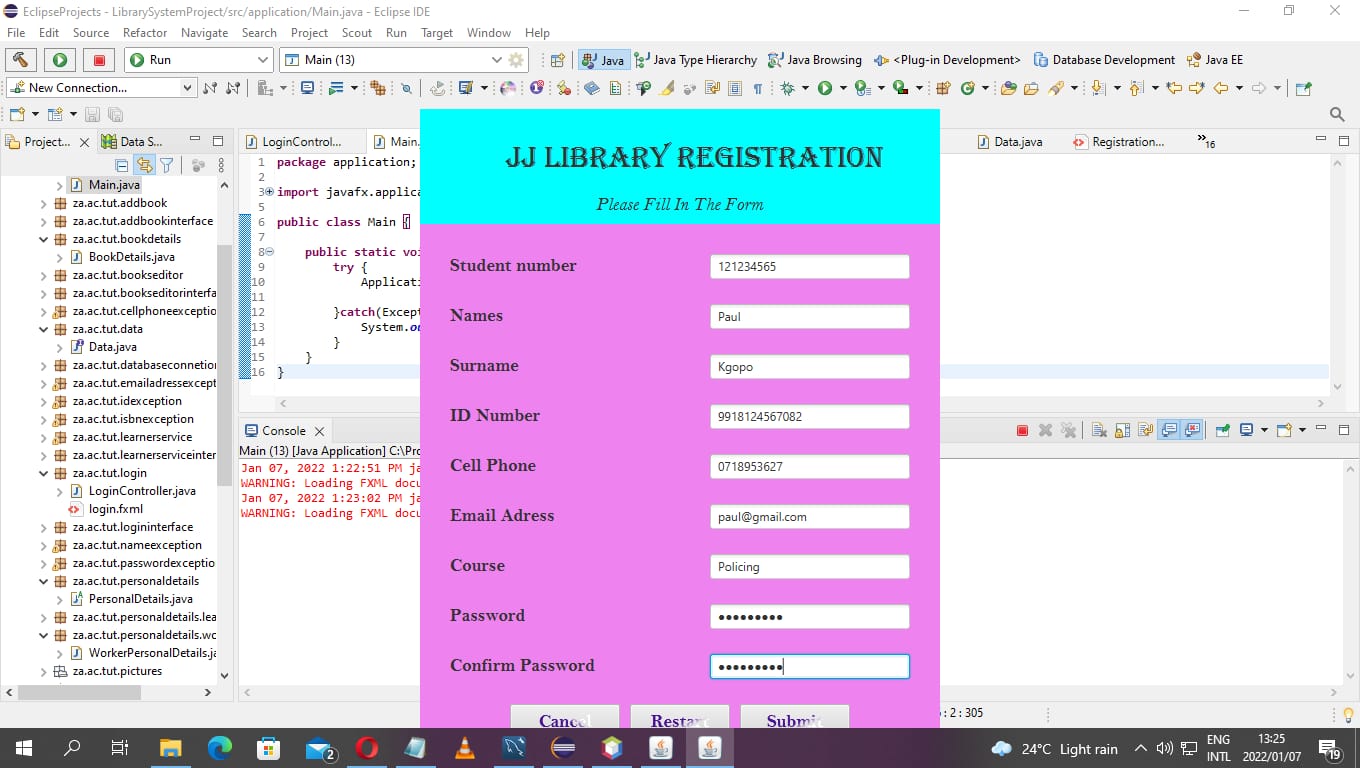 EclipseProjects - LibrarySystemProject/src/application/Main.java - Eclipse IDE
File Edit Source Refactor Navigate Search Project Scout Run Target Window Help
Run Main (13) Java Java Type Hierarchy Java Browsing <Plug-in Development> Database Development Java EE
New Connection...
Project... Data S... LoginControl... Main. Data.java Registration... 16
Main.java
za.ac.tut.addbook
za.ac.tut.addbookinterface
za.ac.tut.bookdetails
BookDetails.java
za.ac.tut.bookseditor
za.ac.tut.bookseditorinterfa
za.ac.tut.cellphoneexceptio
za.ac.tut.data
Data.java
za.ac.tut.databaseconnetion
za.ac.tut.emailadressexcept
za.ac.tut.idexception
za.ac.tut.isbnexception
za.ac.tut.learnerservice
za.ac.tut.learnerserviceinter
za.ac.tut.login
LoginController.java
login.fxml
za.ac.tut.logininterface
za.ac.tut.nameexception
za.ac.tut.passwordexceptio
za.ac.tut.personaldetails
PersonalDetails.java
za.ac.tut.personaldetails.lea
za.ac.tut.personaldetails.wo
WorkerPersonalDetails.ja
za.ac.tut.pictures
1 package application;
2
3 import javafx.applica
5
6 public class Main {
7
8 public static voi
9 try {
10 Applicati
11
12 }catch(Except
13 System.ou
14 }
15 }
16 }
Console
Main (13) [Java Application] C:\Pro
Jan 07, 2022 1:22:51 PM ja
WARNING: Loading FXML docu
Jan 07, 2022 1:23:02 PM ja
WARNING: Loading FXML docu
JJ LIBRARY REGISTRATION
Please Fill In The Form
Student number 121234565
Names Paul
Surname Kgopo
ID Number 9918124567082
Cell Phone 0718953627
Email Adress paul@gmail.com
Course Policing
Password •••••••••
Confirm Password •••••••••
Cancel Restart Submit
: 2 : 305
2 24°C Light rain ENG INTL 13:25 2022/01/07 19